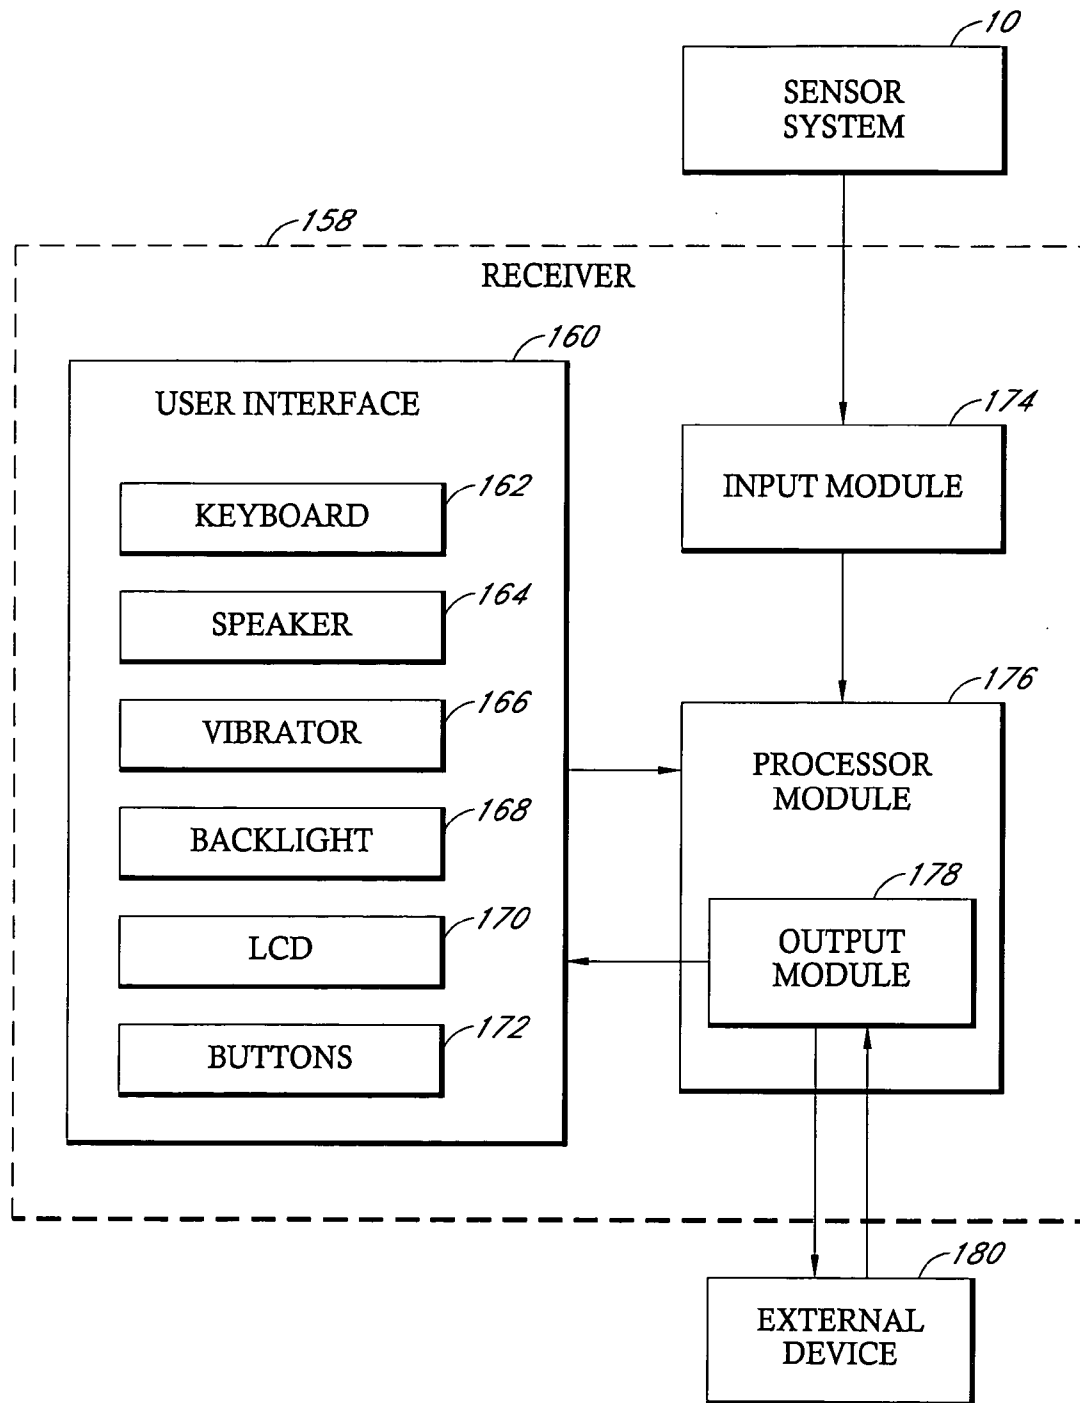 10
SENSOR
SYSTEM
158
RECEIVER
160
USER INTERFACE
174
INPUT MODULE
162
KEYBOARD
164
SPEAKER
166
VIBRATOR
168
BACKLIGHT
170
LCD
172
BUTTONS
176
PROCESSOR
MODULE
178
OUTPUT
MODULE
180
EXTERNAL
DEVICE